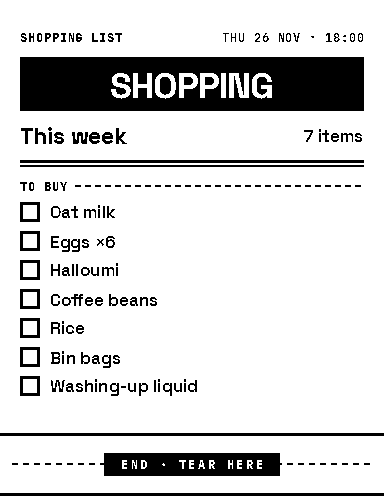 SHOPPING LIST THU 26 NOV · 18:00
SHOPPING
This week 7 items
TO BUY
Oat milk
Eggs ×6
Halloumi
Coffee beans
Rice
Bin bags
Washing-up liquid
END · TEAR HERE